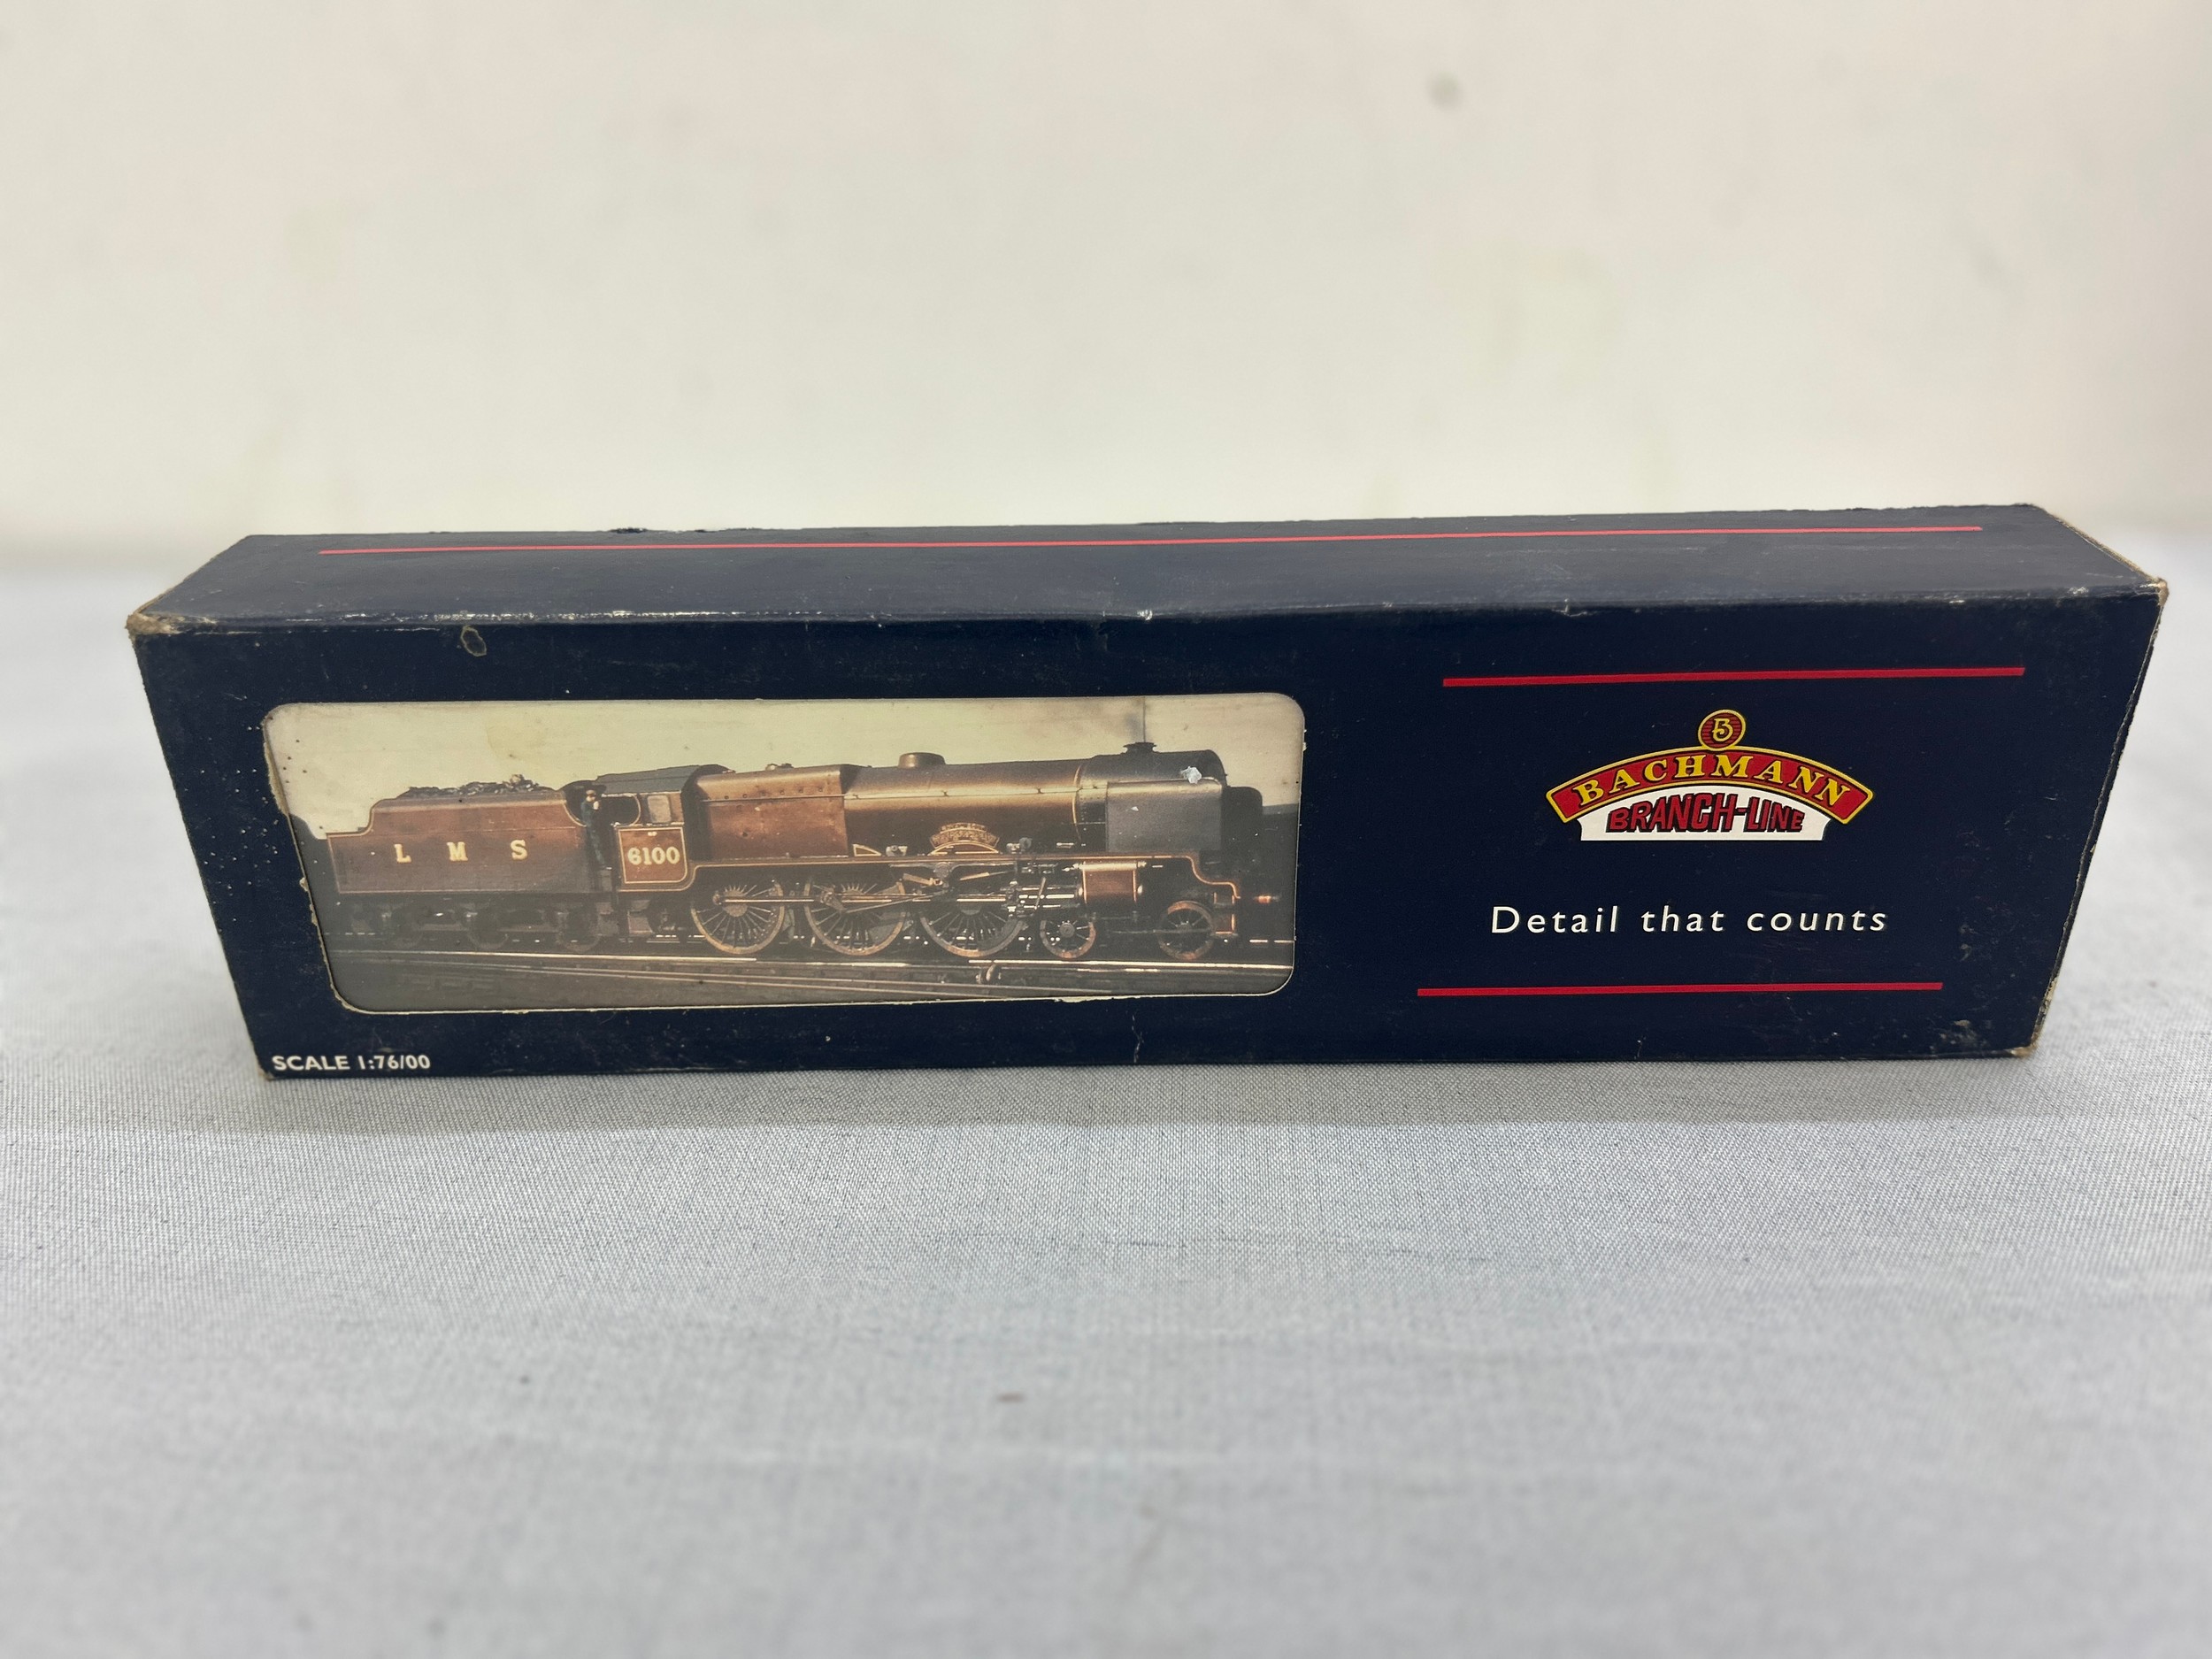 L M S
6100
SCALE 1:76/00
B
BACHMANN
BRANCH-LINE
Detail that counts